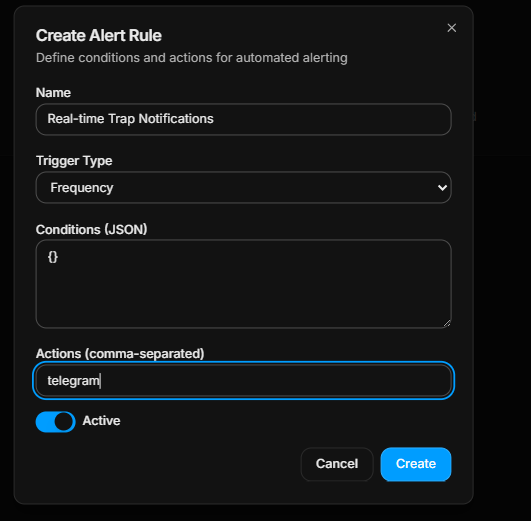 Create Alert Rule
Define conditions and actions for automated alerting
Name
Real-time Trap Notifications
Trigger Type
Frequency
Conditions (JSON)
{}
Actions (comma-separated)
telegram
Active
Cancel
Create